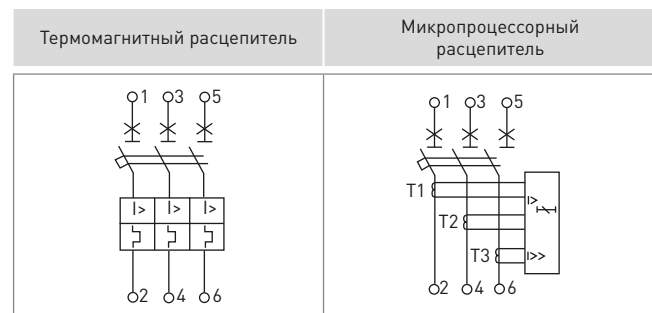 Термомагнитный расцепитель
Микропроцессорный
расцепитель
1 3 5
I> I> I>
2 4 6
1 3 5
T1
I>
T2
T3
I>>
2 4 6